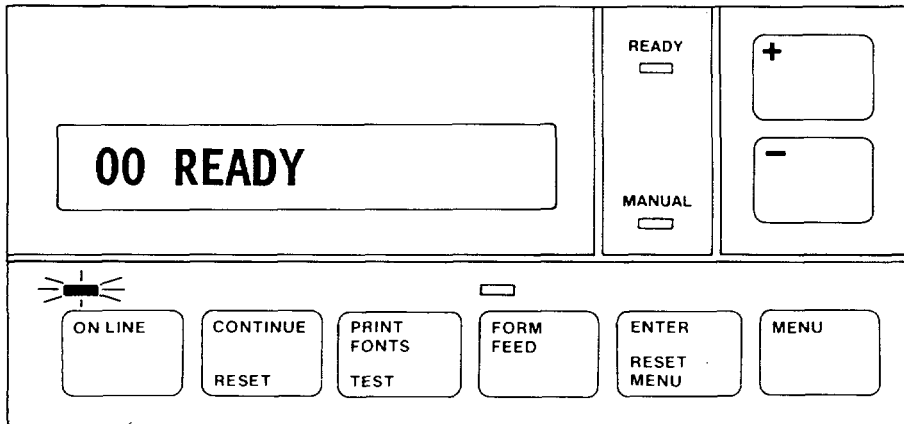 READY
+
00 READY
−
MANUAL
ON LINE
CONTINUE
RESET
PRINT
FONTS
TEST
FORM
FEED
ENTER
RESET
MENU
MENU